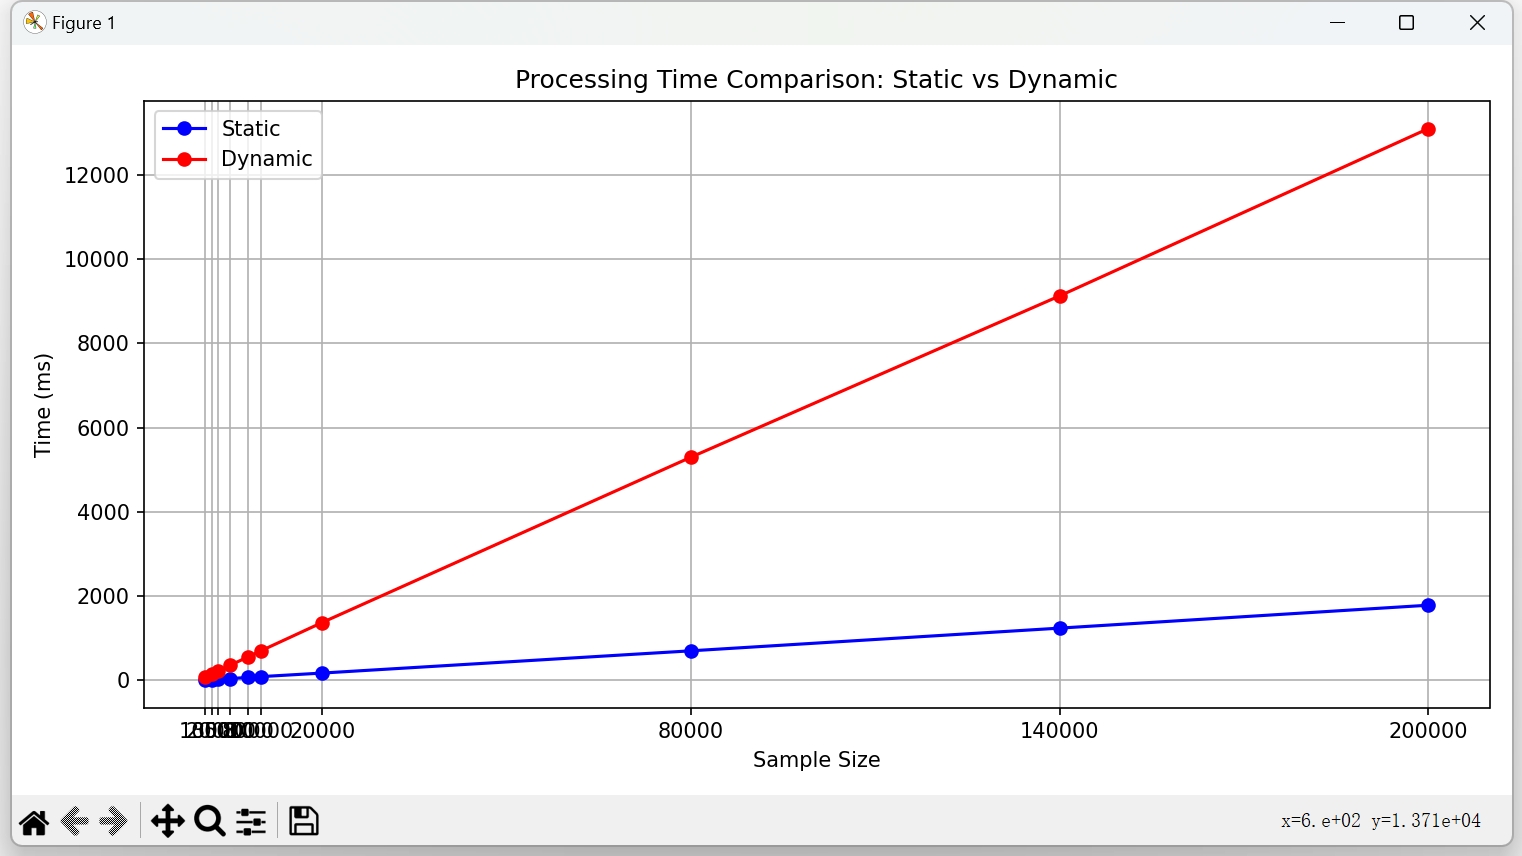 Figure 1
Processing Time Comparison: Static vs Dynamic
Static
Dynamic
12000
10000
8000
6000
4000
2000
0
Time (ms)
20000 80000 140000 200000
Sample Size
x=6.e+02 y=1.371e+04